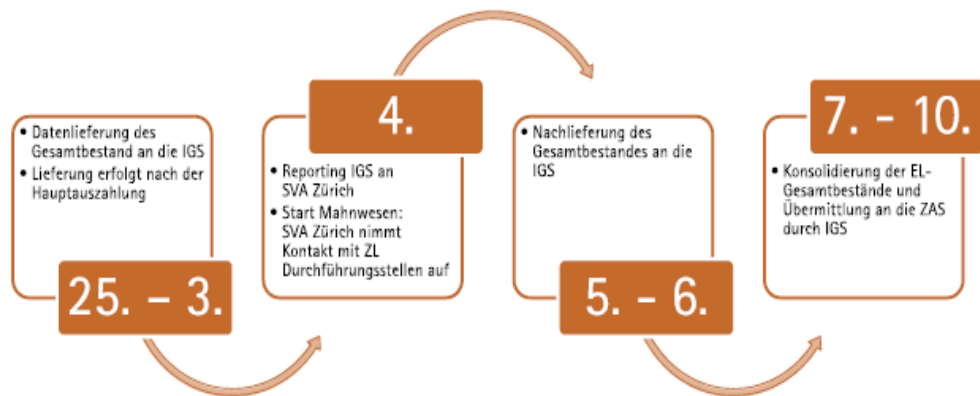 • Datenlieferung des
Gesamtbestand an die IGS
• Lieferung erfolgt nach der
Hauptauszahlung
25. – 3.
4.
• Reporting IGS an
SVA Zürich
• Start Mahnwesen:
SVA Zürich nimmt
Kontakt mit ZL
Durchführungsstellen auf
• Nachlieferung des
Gesamtbestandes an die
IGS
5. - 6.
7. - 10.
• Konsolidierung der EL-
Gesamtbestände und
Übermittlung an die ZAS
durch IGS